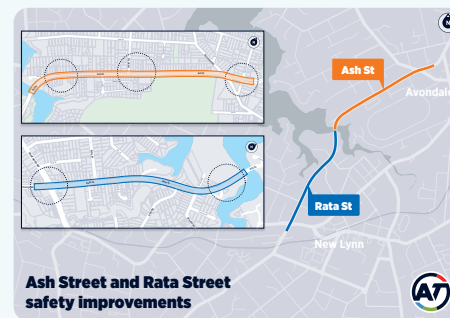 Ash St
Avondale
Rata St
New Lynn
Ash Street and Rata Street
safety improvements
AT